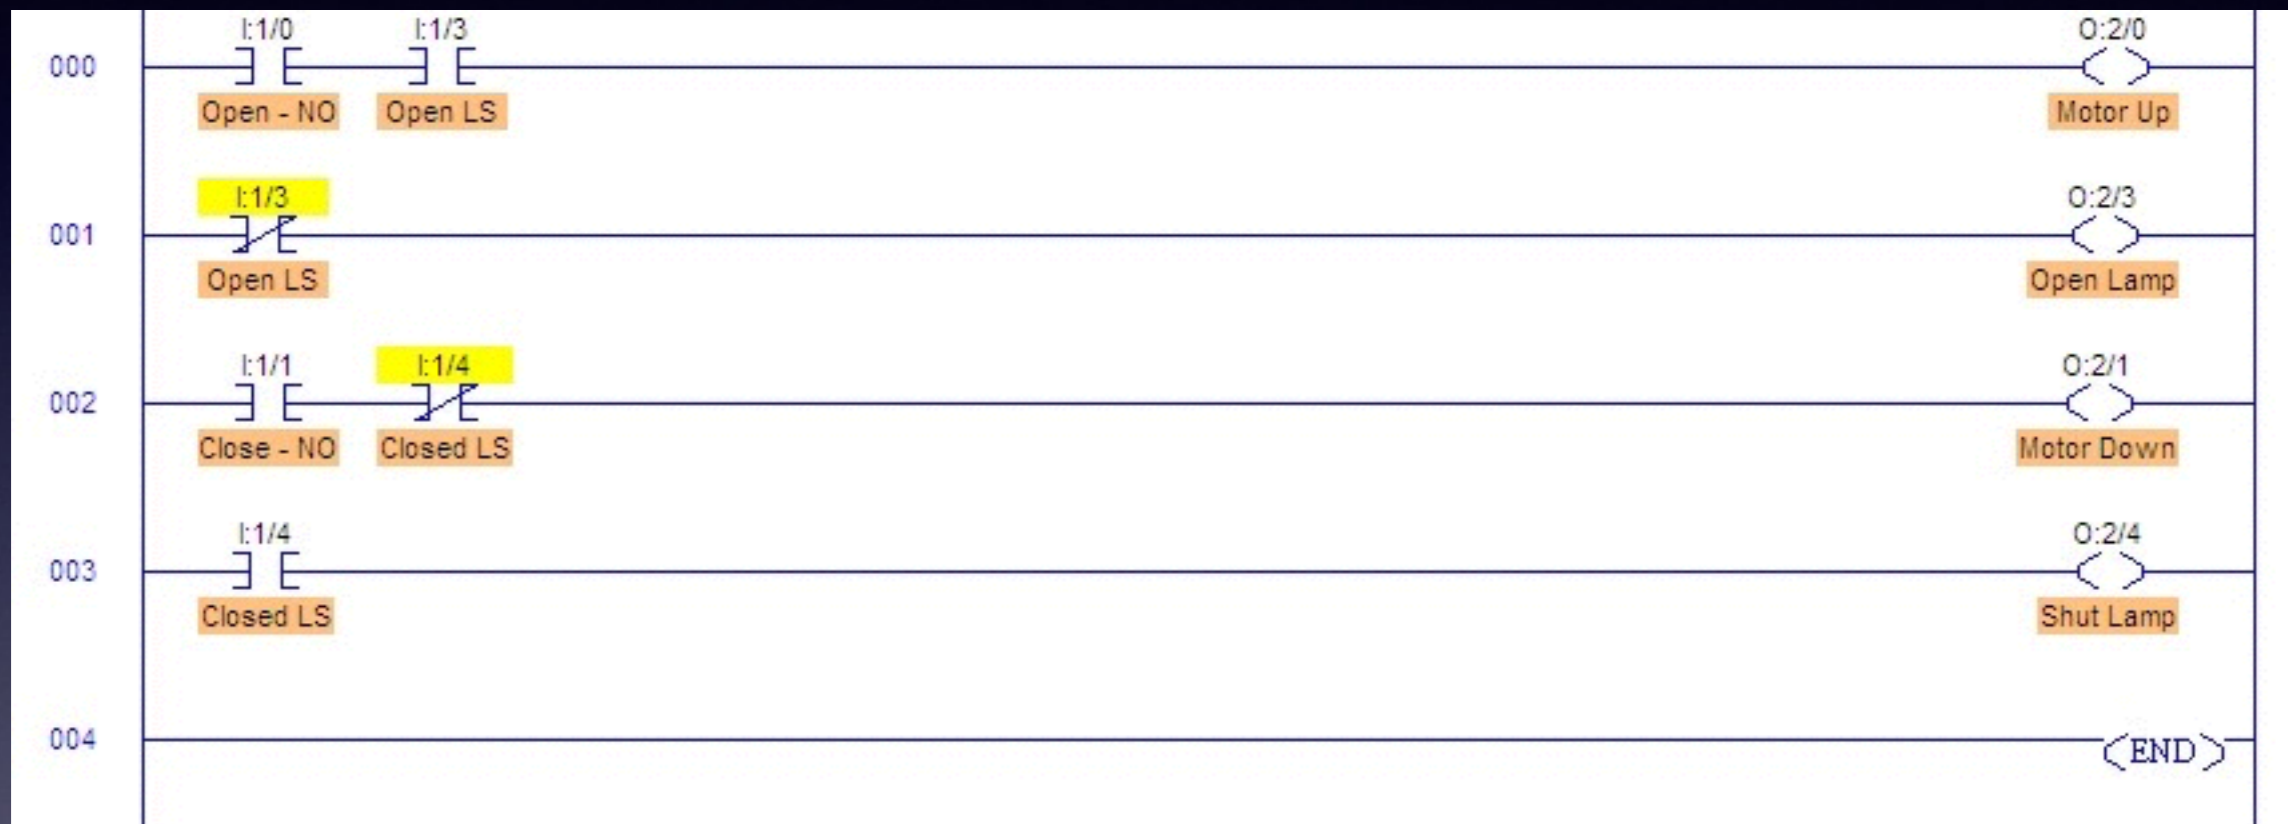 I:1/0 I:1/3 O:2/0
000
Open - NO Open LS Motor Up
I:1/3 O:2/3
001
Open LS Open Lamp
I:1/1 I:1/4 O:2/1
002
Close - NO Closed LS Motor Down
I:1/4 O:2/4
003
Closed LS Shut Lamp
004 END